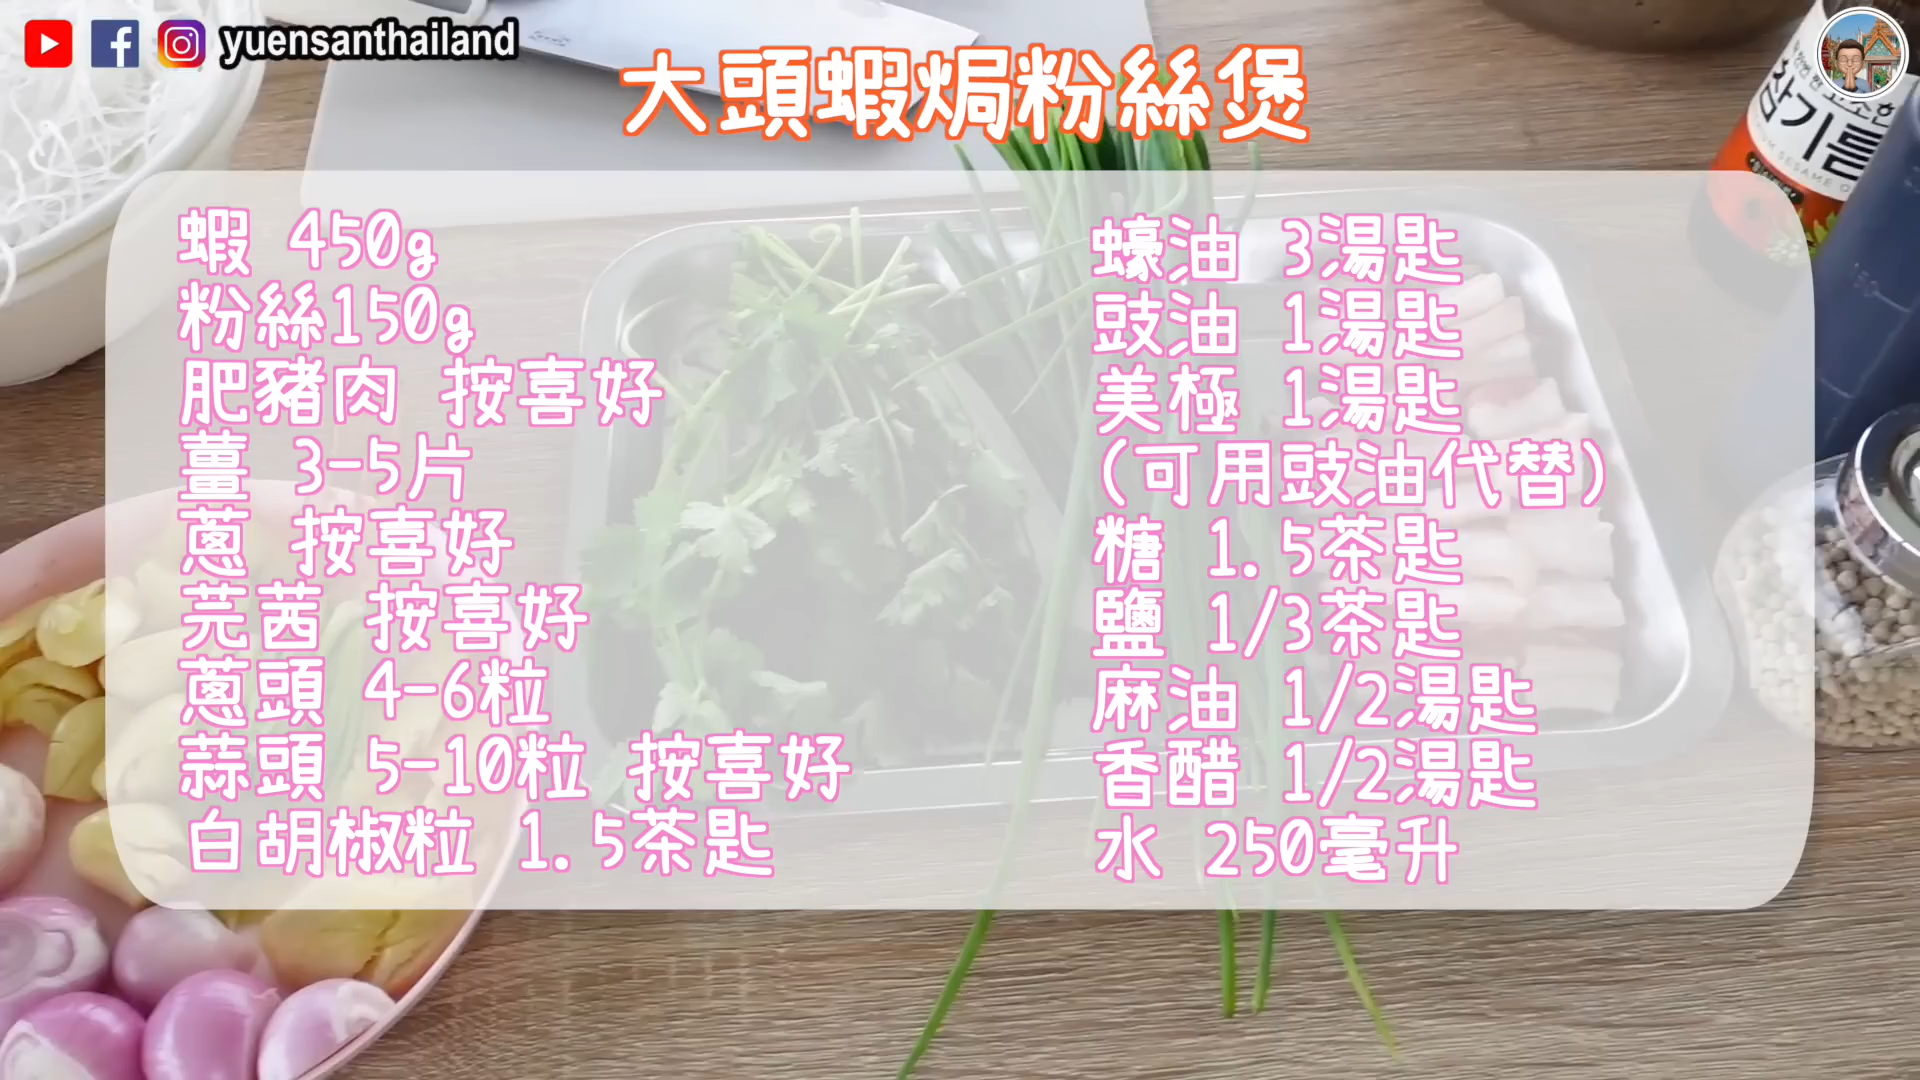 yuensanthailand
大頭蝦焗粉絲煲
蝦 450g
粉絲150g
肥豬肉 按喜好
薑 3-5片
蔥 按喜好
芫茜 按喜好
蔥頭 4-6粒
蒜頭 5-10粒 按喜好
白胡椒粒 1.5茶匙
蠔油 3湯匙
豉油 1湯匙
美極 1湯匙
(可用豉油代替)
糖 1.5茶匙
鹽 1/3茶匙
麻油 1/2湯匙
香醋 1/2湯匙
水 250毫升
참기름